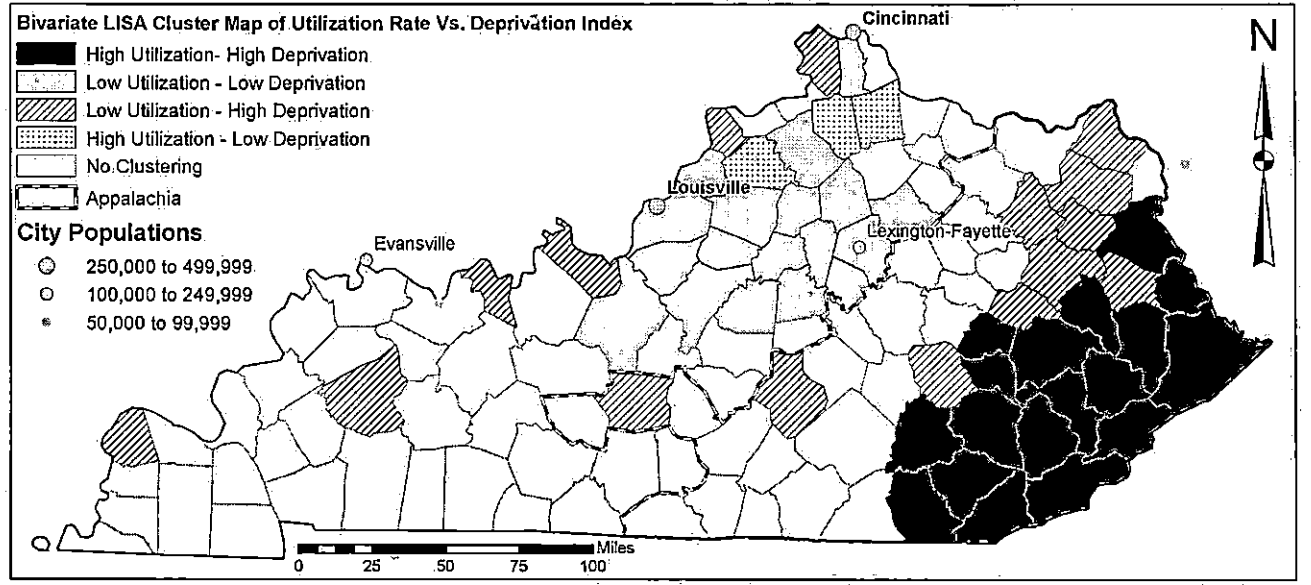 Bivariate LISA Cluster Map of Utilization Rate Vs. Deprivation Index
High Utilization- High Deprivation
Low Utilization - Low Deprivation
Low Utilization - High Deprivation
High Utilization - Low Deprivation
No Clustering
Appalachia
City Populations
250,000 to 499,999
100,000 to 249,999
50,000 to 99,999
Cincinnati
N
Louisville
Lexington-Fayette
Evansville
Miles
0 25 50 75 100